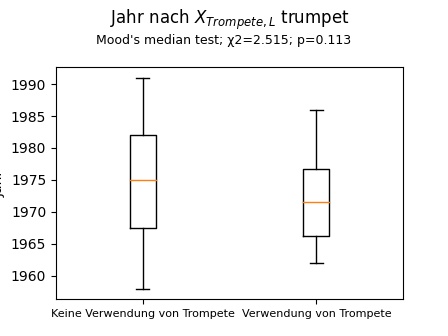 Jahr nach X_{Trompete, L} trumpet
Mood's median test; χ2=2.515; p=0.113
1990
1985
1980
1975
1970
1965
1960
Keine Verwendung von Trompete Verwendung von Trompete